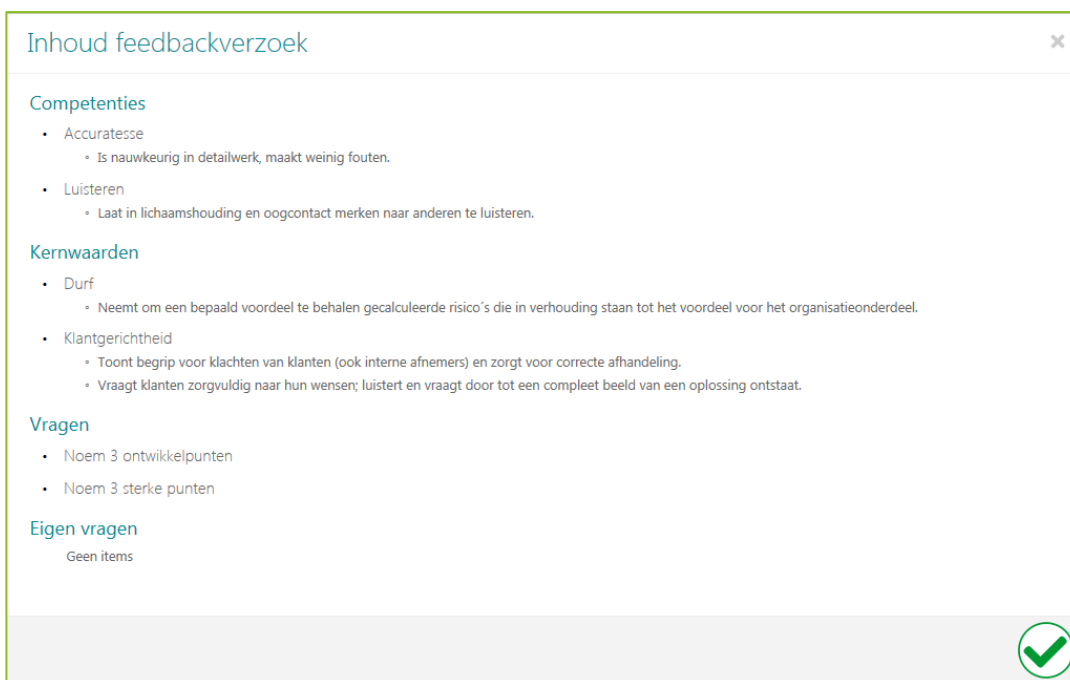 Inhoud feedbackverzoek
Competenties
• Accuratesse
◦ Is nauwkeurig in detailwerk, maakt weinig fouten.
• Luisteren
◦ Laat in lichaamshouding en oogcontact merken naar anderen te luisteren.
Kernwaarden
• Durf
◦ Neemt om een bepaald voordeel te behalen gecalculeerde risico´s die in verhouding staan tot het voordeel voor het organisatieonderdeel.
• Klantgerichtheid
◦ Toont begrip voor klachten van klanten (ook interne afnemers) en zorgt voor correcte afhandeling.
◦ Vraagt klanten zorgvuldig naar hun wensen; luistert en vraagt door tot een compleet beeld van een oplossing ontstaat.
Vragen
• Noem 3 ontwikkelpunten
• Noem 3 sterke punten
Eigen vragen
Geen items